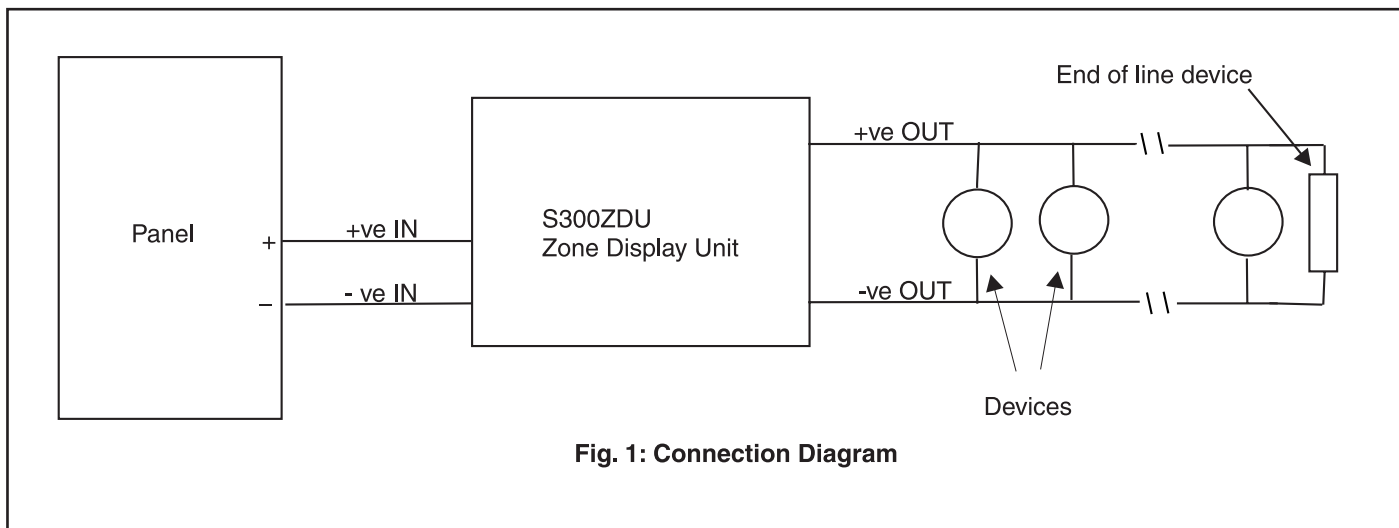 End of line device
+ve OUT
Panel
+
+ve IN
S300ZDU
Zone Display Unit
–
- ve IN
-ve OUT
Devices
Fig. 1: Connection Diagram